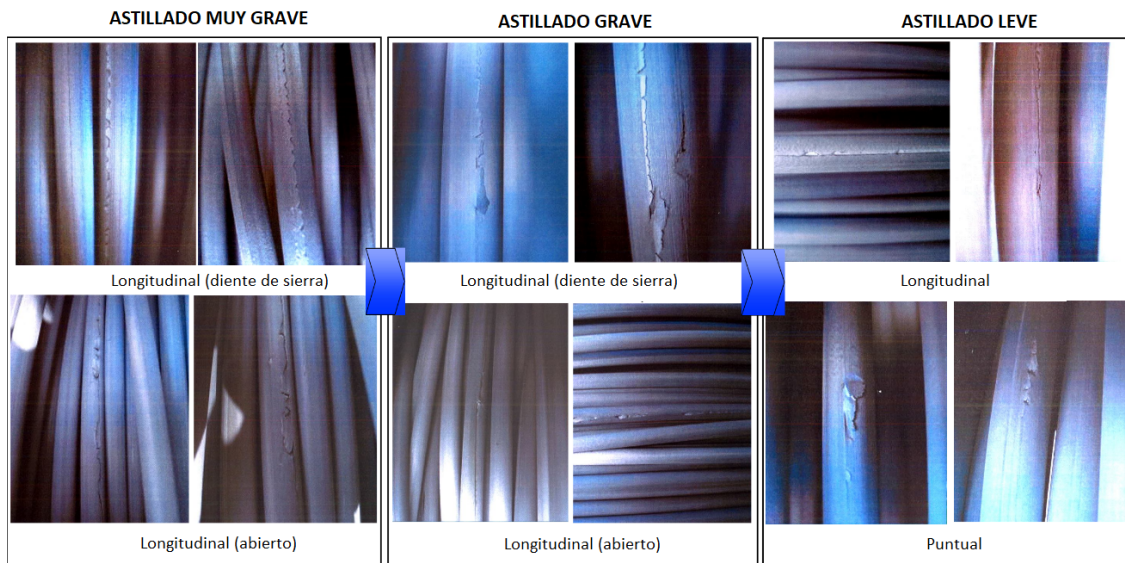 ASTILLADO MUY GRAVE
ASTILLADO GRAVE
ASTILLADO LEVE
Longitudinal (diente de sierra)
Longitudinal (diente de sierra)
Longitudinal
Longitudinal (abierto)
Longitudinal (abierto)
Puntual